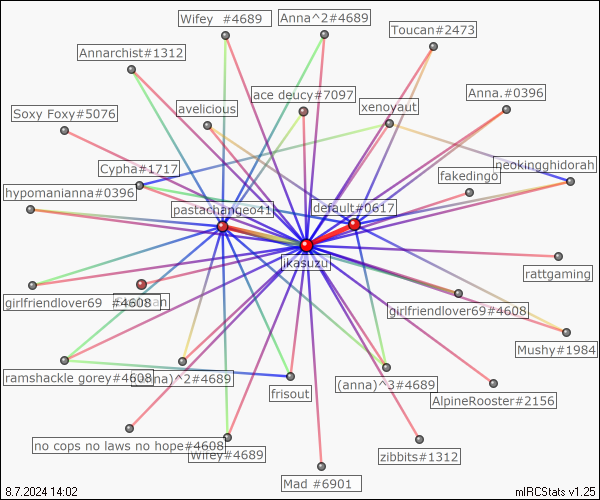 Wifey  #4689
Anna^2#4689
Toucan#2473
Annarchist#1312
ace deucy#7097
Anna.#0396
Soxy Foxy#5076
avelicious
xenoyaut
Cypha#1717
neokingghidorah
fakedingo
hypomanianna#0396
pastachangeo41
default#0617
ikasuzu
rattgaming
girlfriendlover69  #4608
an
girlfriendlover69#4608
Mushy#1984
ramshackle gorey#4608
nna)^2#4689
frisout
(anna)^3#4689
AlpineRooster#2156
no cops no laws no hope#4608
Wifey#4689
zibbits#1312
Mad #6901
8.7.2024 14:02
mIRCStats v1.25